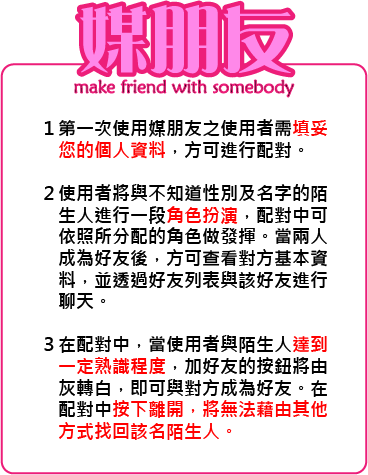 媒朋友
make friend with somebody
1 第一次使用媒朋友之使用者需填妥
您的個人資料，方可進行配對。
2 使用者將與不知道性別及名字的陌
生人進行一段角色扮演，配對中可
依照所分配的角色做發揮。當兩人
成為好友後，方可查看對方基本資
料，並透過好友列表與該好友進行
聊天。
3 在配對中，當使用者與陌生人達到
一定熟識程度，加好友的按鈕將由
灰轉白，即可與對方成為好友。在
配對中按下離開，將無法藉由其他
方式找回該名陌生人。